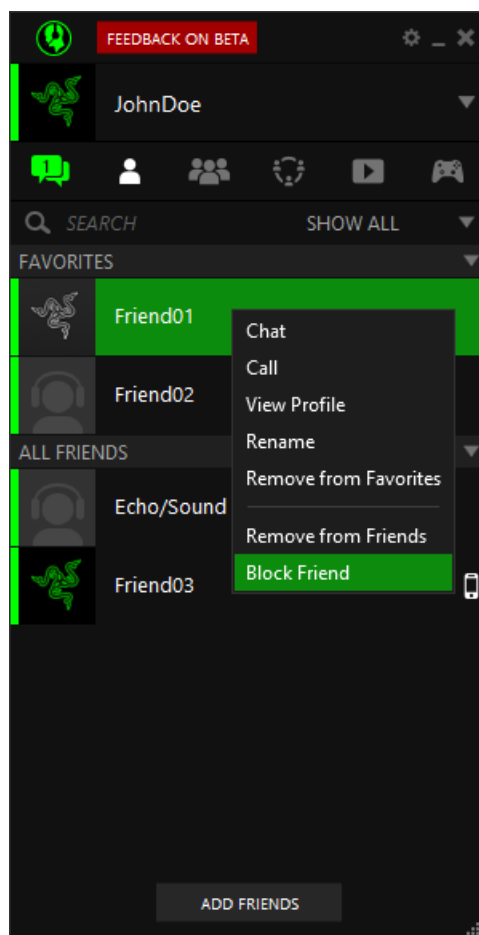 FEEDBACK ON BETA
JohnDoe
1
SEARCH SHOW ALL
FAVORITES
Friend01
Chat
Call
Friend02
View Profile
Rename
ALL FRIENDS
Remove from Favorites
Echo/Sound
Remove from Friends
Friend03
Block Friend
ADD FRIENDS